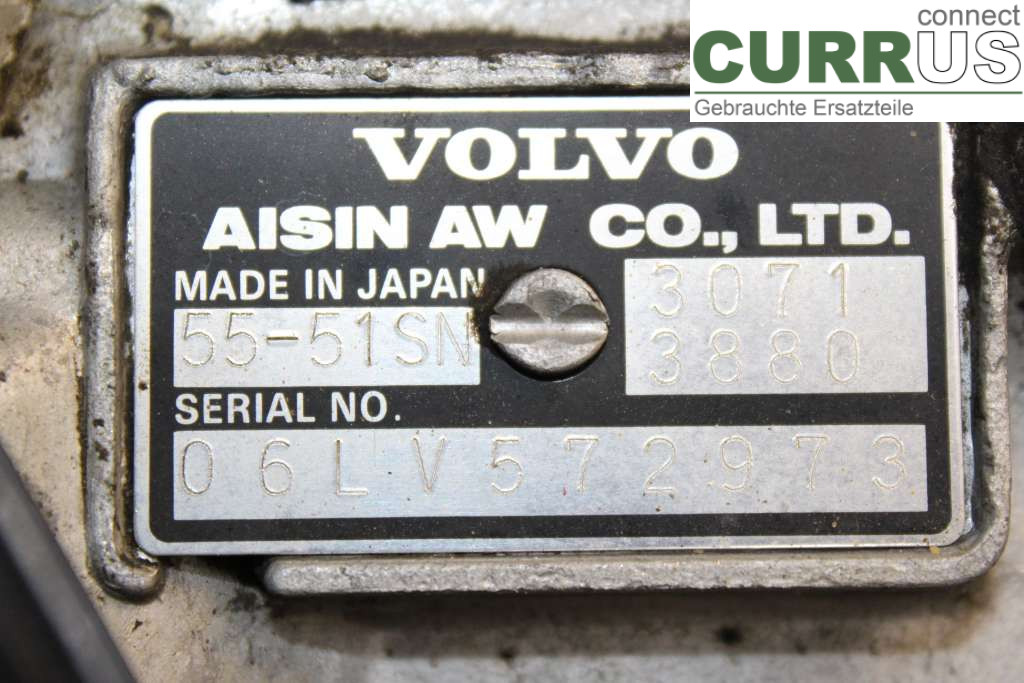 connect
CURRUS
Gebrauchte Ersatzteile
VOLVO
AISIN AW CO., LTD.
MADE IN JAPAN
3071
55-51SN
3880
SERIAL NO.
06LV572973